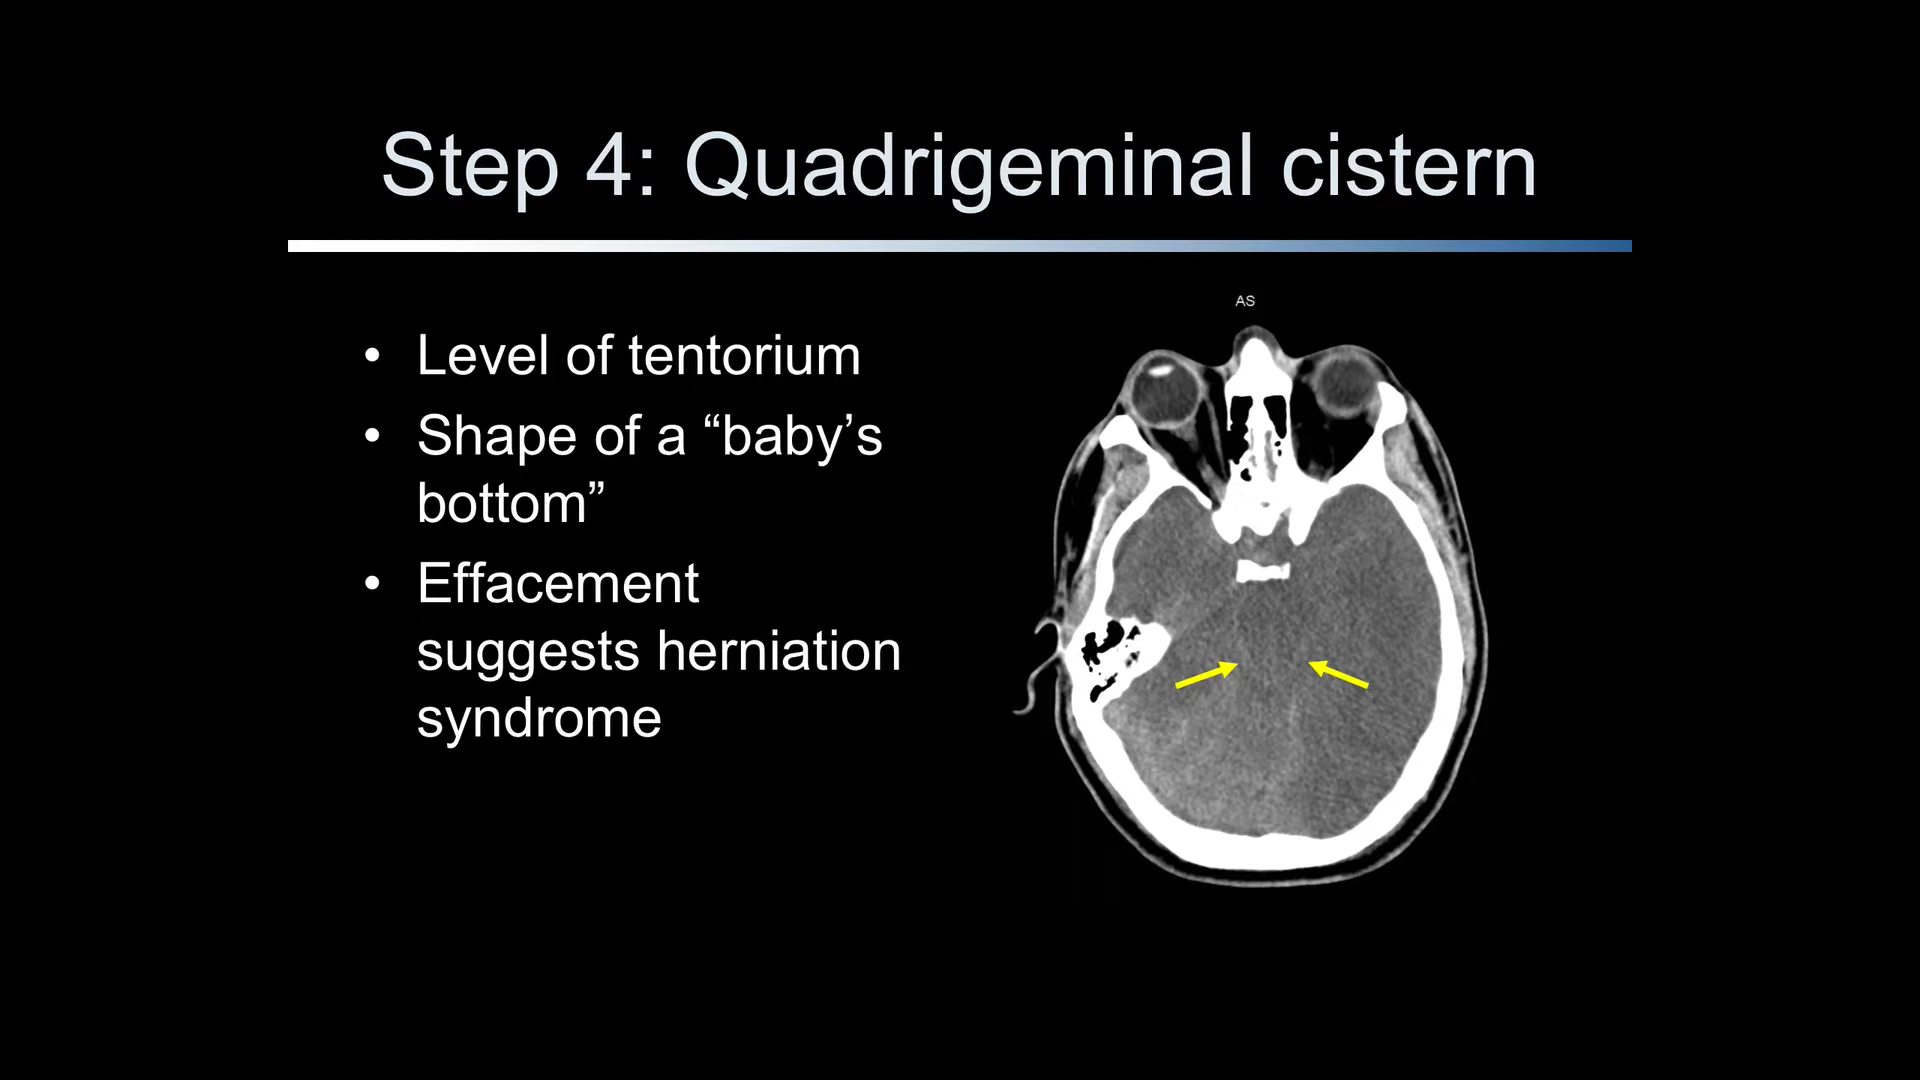 Step 4: Quadrigeminal cistern
AS
• Level of tentorium
• Shape of a “baby’s
bottom”
• Effacement
suggests herniation
syndrome